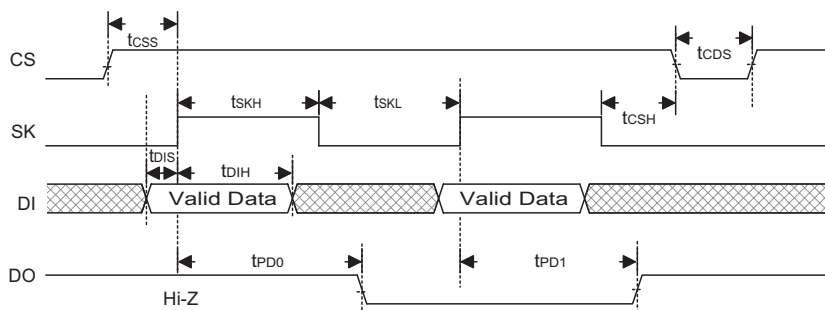 CS
tCSS
tCDS
SK
tSKH
tSKL
tCSH
DI
tDIS
tDIH
Valid Data
Valid Data
DO
tPD0
tPD1
Hi-Z